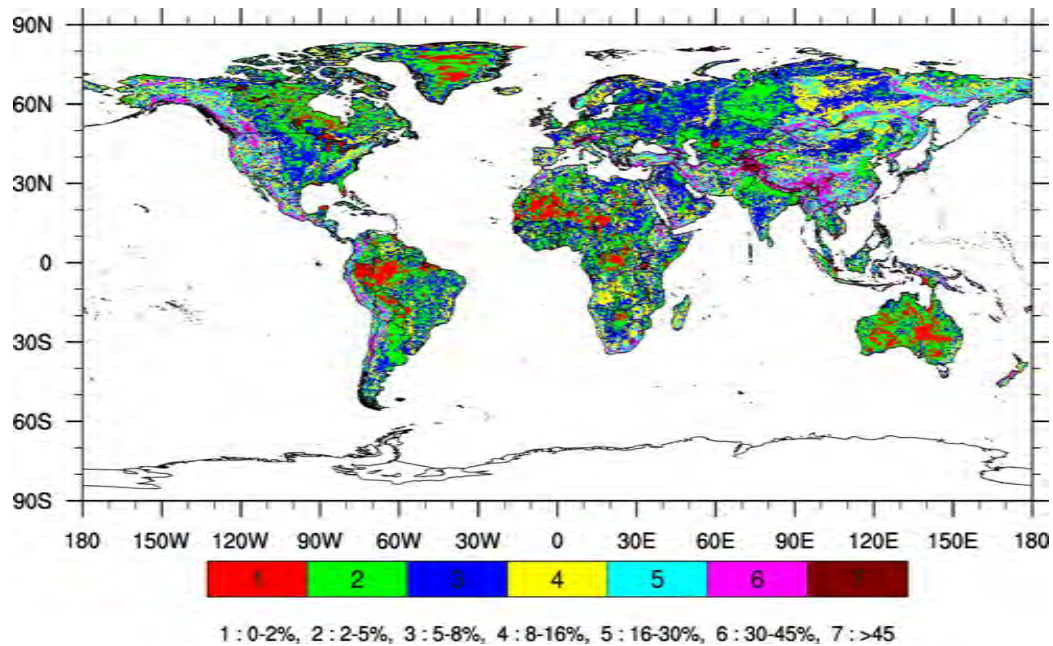 90N
60N
30N
0
30S
60S
90S
180 150W 120W 90W 60W 30W 0 30E 60E 90E 120E 150E 180
1 2 3 4 5 6 7
1 : 0-2%, 2 : 2-5%, 3 : 5-8%, 4 : 8-16%, 5 : 16-30%, 6 : 30-45%, 7 : >45